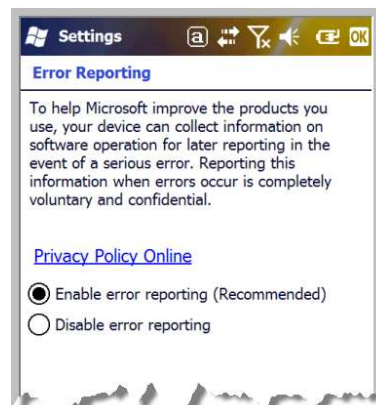 Settings a OK
Error Reporting
To help Microsoft improve the products you
use, your device can collect information on
software operation for later reporting in the
event of a serious error. Reporting this
information when errors occur is completely
voluntary and confidential.
Privacy Policy Online
Enable error reporting (Recommended)
Disable error reporting